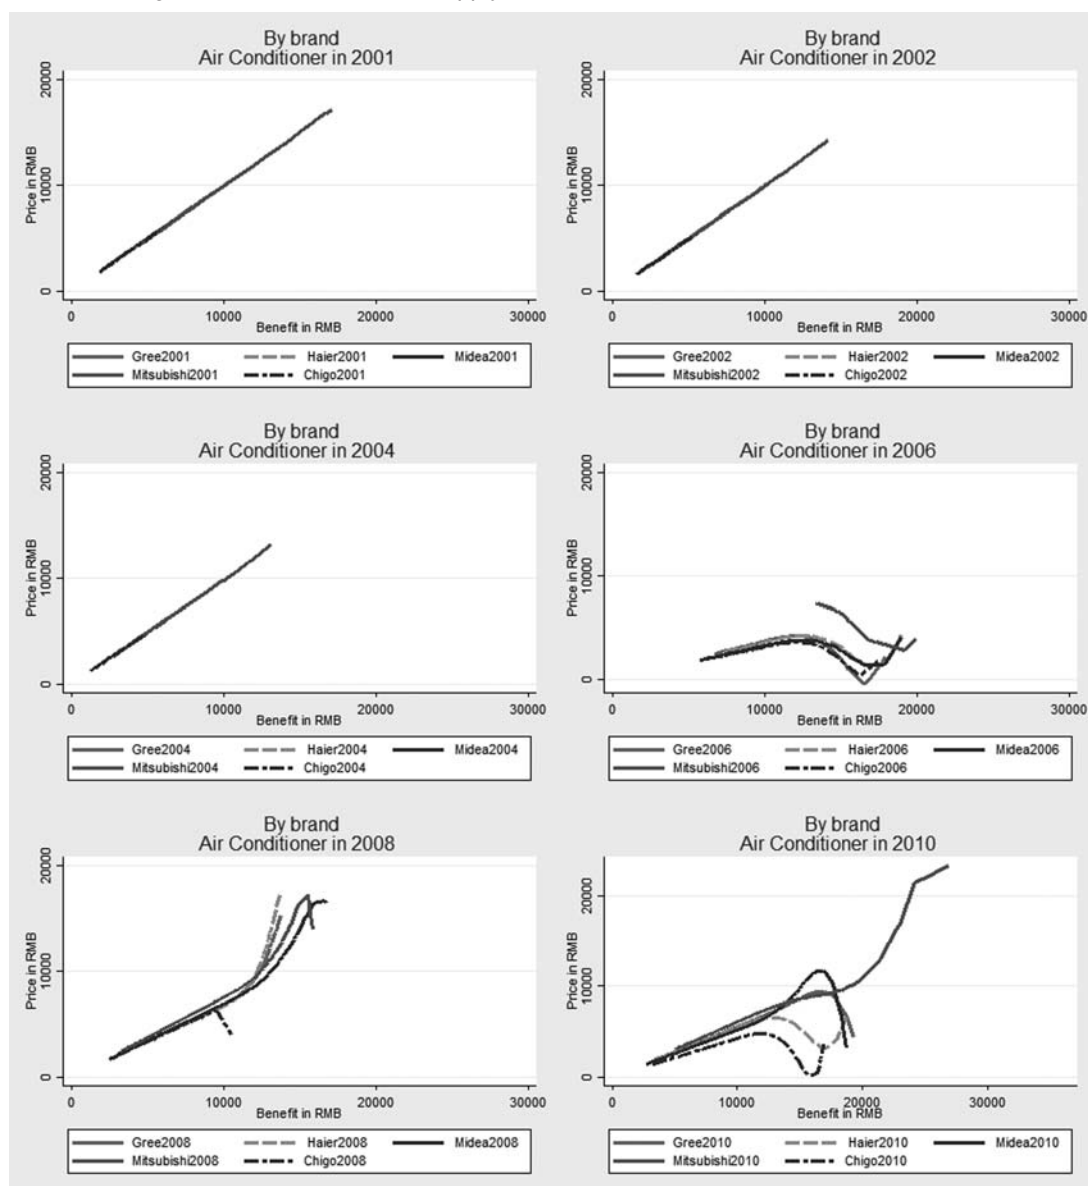 By brand
Air Conditioner in 2001
Price in RMB
0 10000 20000
0 10000 20000 30000
Benefit in RMB
Gree2001 Haier2001 Midea2001
Mitsubishi2001 Chigo2001
By brand
Air Conditioner in 2002
Price in RMB
0 10000 20000
0 10000 20000 30000
Benefit in RMB
Gree2002 Haier2002 Midea2002
Mitsubishi2002 Chigo2002
By brand
Air Conditioner in 2004
Price in RMB
0 10000 20000
0 10000 20000 30000
Benefit in RMB
Gree2004 Haier2004 Midea2004
Mitsubishi2004 Chigo2004
By brand
Air Conditioner in 2006
Price in RMB
0 10000 20000
0 10000 20000 30000
Benefit in RMB
Gree2006 Haier2006 Midea2006
Mitsubishi2006 Chigo2006
By brand
Air Conditioner in 2008
Price in RMB
0 10000 20000
0 10000 20000 30000
Benefit in RMB
Gree2008 Haier2008 Midea2008
Mitsubishi2008 Chigo2008
By brand
Air Conditioner in 2010
Price in RMB
0 10000 20000
0 10000 20000 30000
Benefit in RMB
Gree2010 Haier2010 Midea2010
Mitsubishi2010 Chigo2010